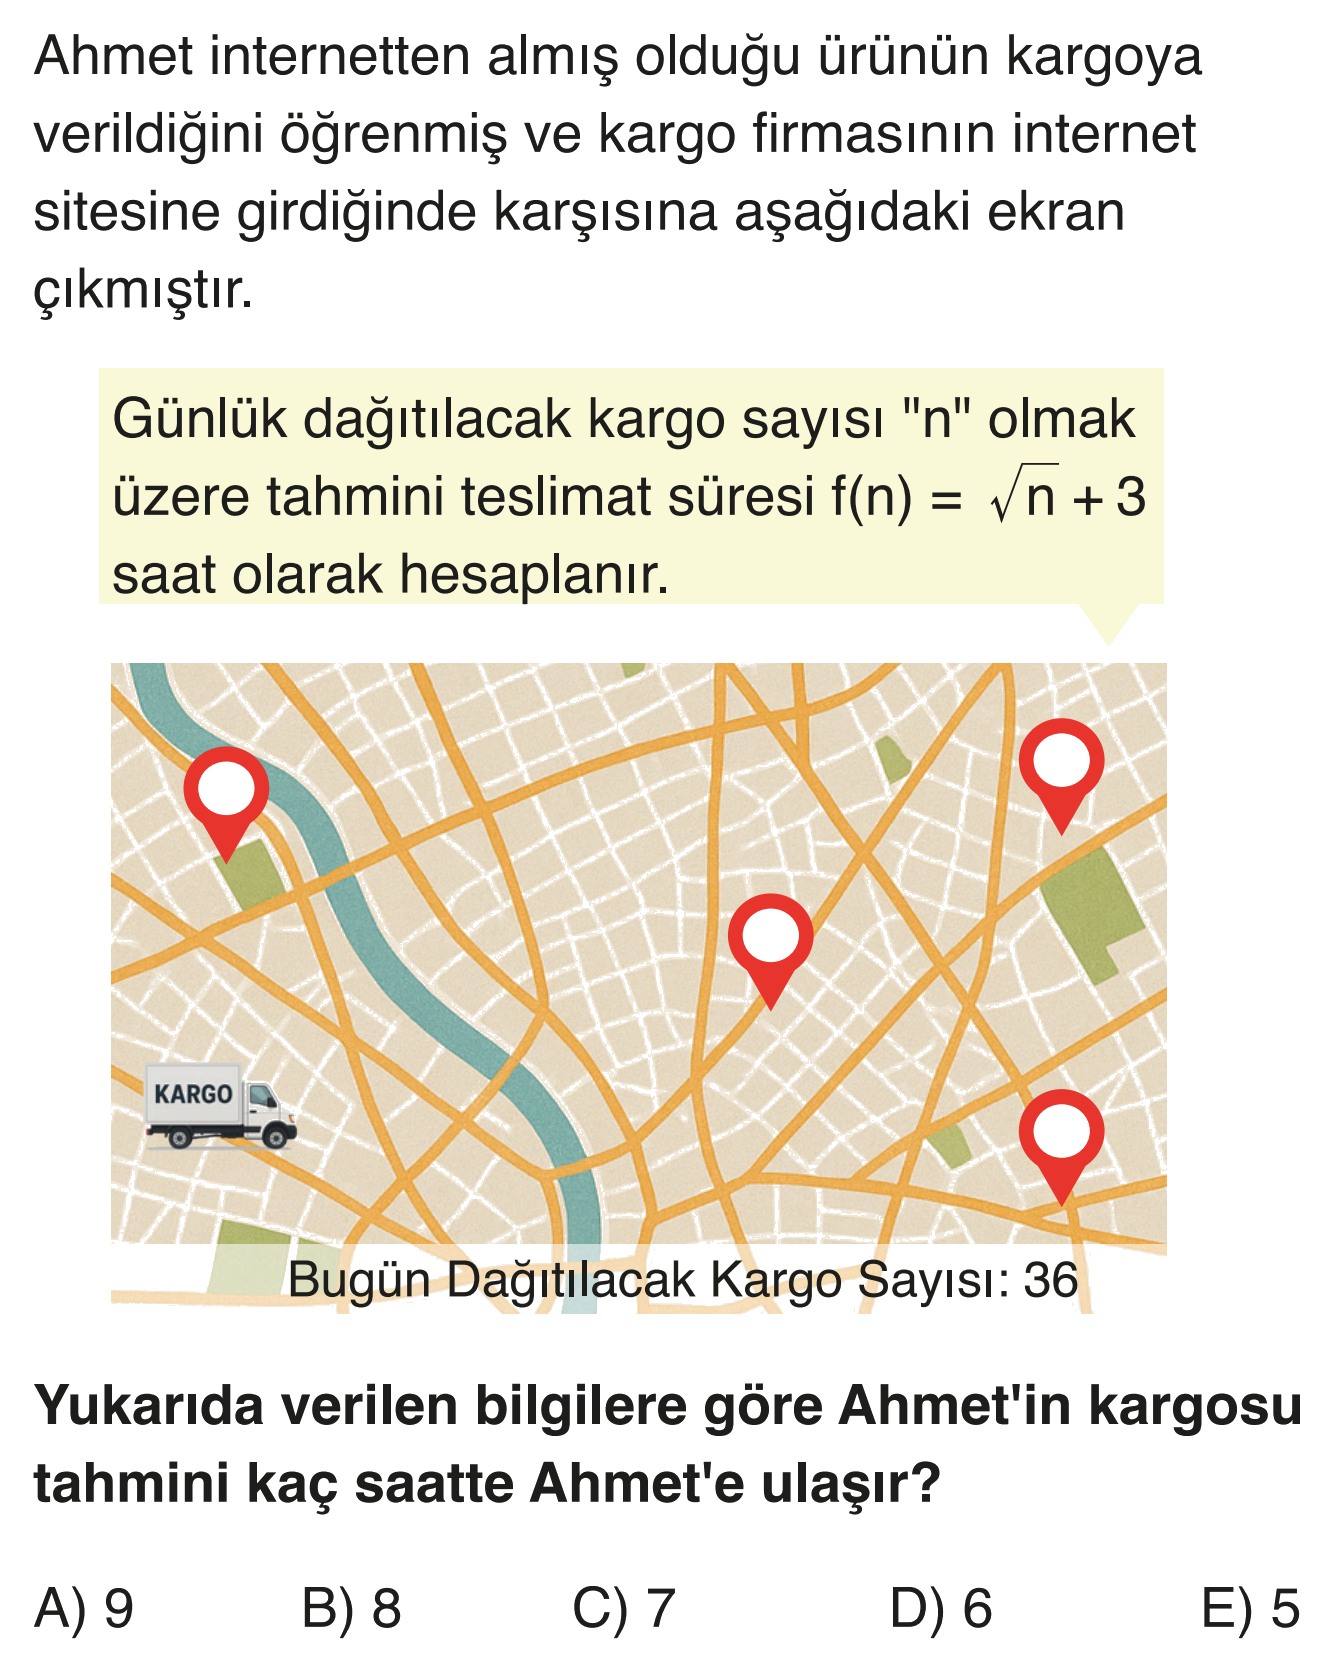 Ahmet internetten almış olduğu ürünün kargoya
verildiğini öğrenmiş ve kargo firmasının internet
sitesine girdiğinde karşısına aşağıdaki ekran
çıkmıştır.
Günlük dağıtılacak kargo sayısı "n" olmak
üzere tahmini teslimat süresi f(n) = √n + 3
saat olarak hesaplanır.
KARGO
Bugün Dağıtılacak Kargo Sayısı: 36
Yukarıda verilen bilgilere göre Ahmet'in kargosu
tahmini kaç saatte Ahmet'e ulaşır?
A) 9 B) 8 C) 7 D) 6 E) 5